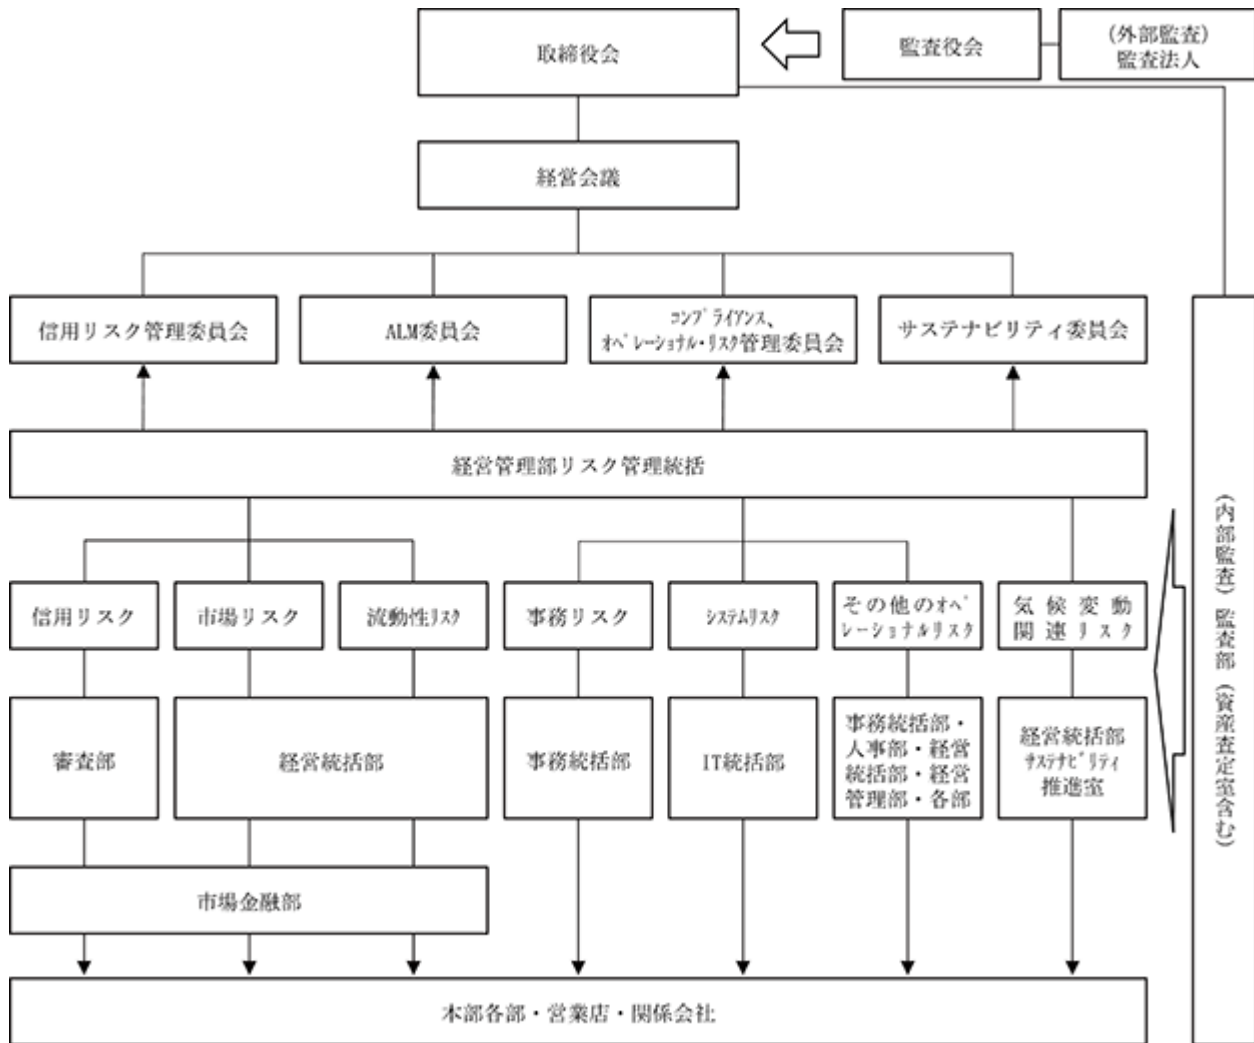 取締役会
監査役会
(外部監査)
監査法人
経営会議
信用リスク管理委員会
ALM委員会
ｺﾝﾌﾟﾗｲｱﾝｽ、
ｵﾍﾟﾚｰｼｮﾅﾙ・ﾘｽｸ管理委員会
サステナビリティ委員会
経営管理部リスク管理統括
信用リスク
市場リスク
流動性ﾘｽｸ
事務リスク
ｼｽﾃﾑﾘｽｸ
その他のｵﾍﾟ
ﾚｰｼｮﾅﾙリスク
気候変動
関連リスク
審査部
経営統括部
事務統括部
IT統括部
事務統括部・
人事部・経営
統括部・経営
管理部・各部
経営統括部
ｻｽﾃﾅﾋﾞﾘﾃｨ
推進室
市場金融部
本部各部・営業店・関係会社
(内部監査) 監査部 (資産査定室含む)